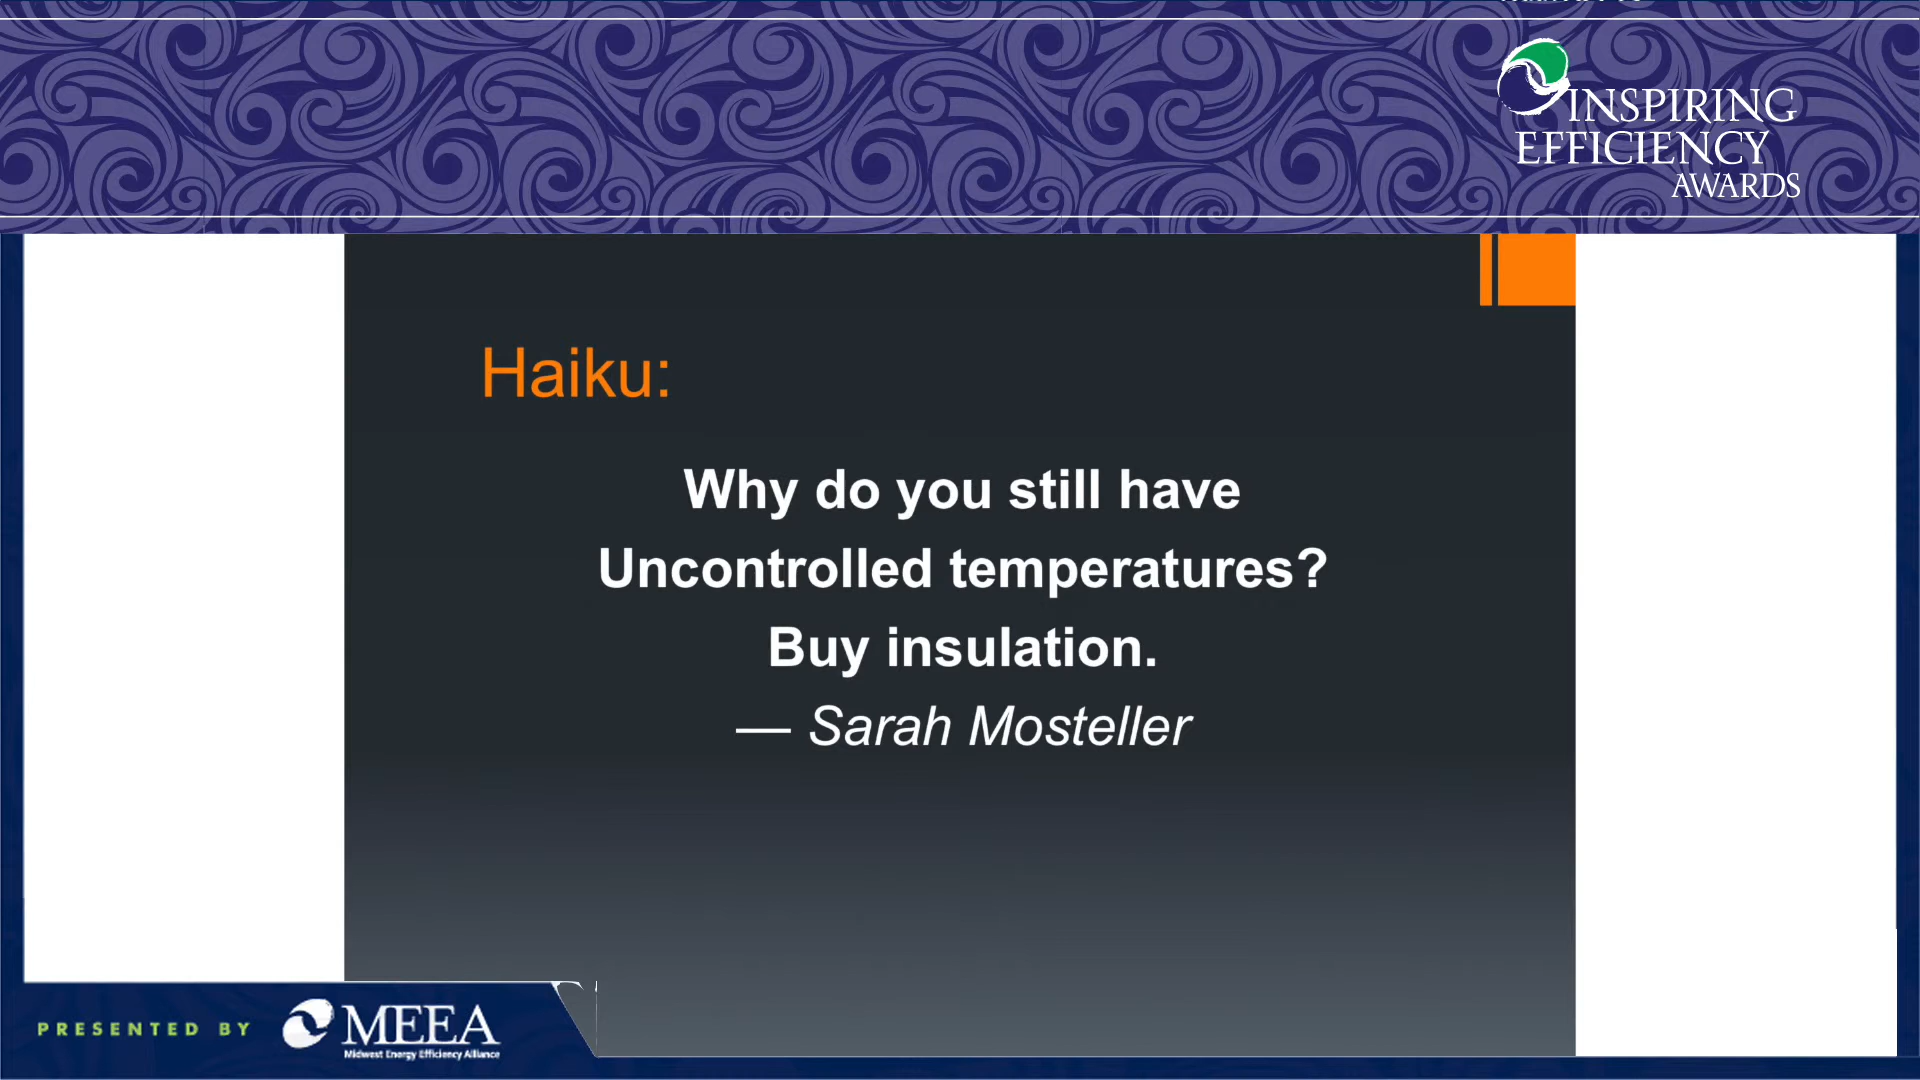 INSPIRING
EFFICIENCY
AWARDS
Haiku:
Why do you still have
Uncontrolled temperatures?
Buy insulation.
— Sarah Mosteller
PRESENTED BY
MEEA
Midwest Energy Efficiency Alliance